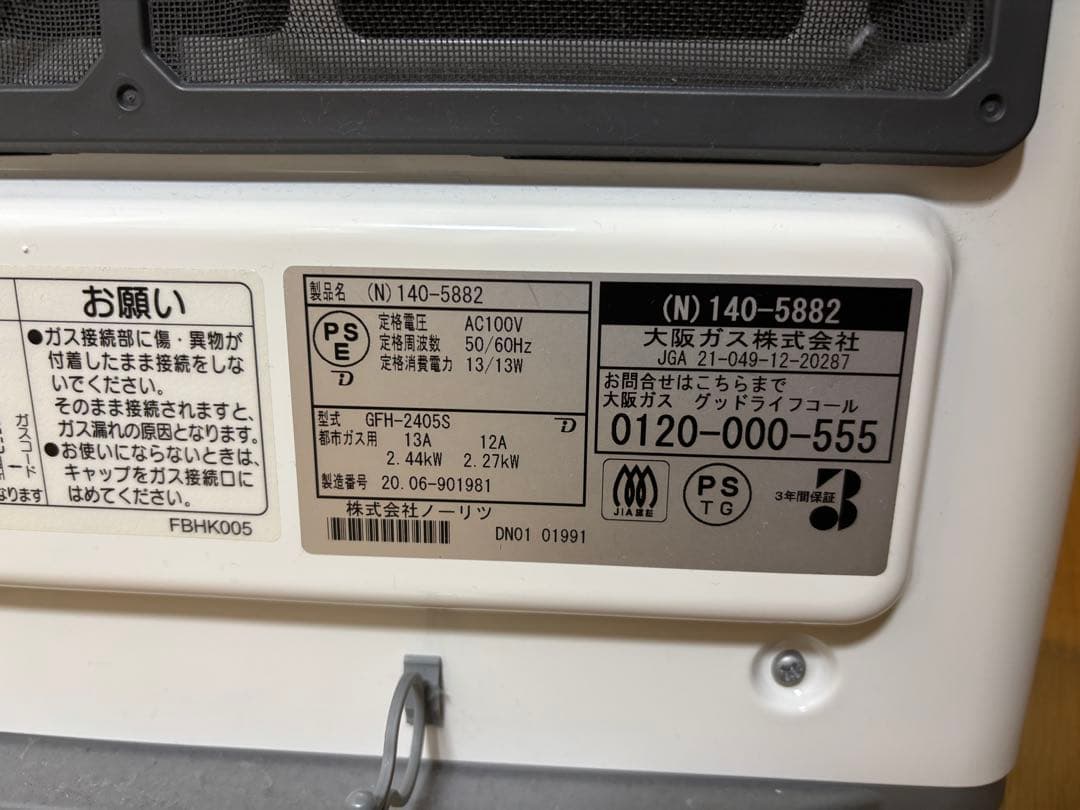 お願い
●ガス接続部に傷・異物が
付着したまま接続をしな
いでください。
そのまま接続されますと、
ガス漏れの原因となります。
●お使いにならないときは、
キャップをガス接続口に
はめてください。
FBHK005
ガスコード
なります
製品名 (N)140-5882
PS
E
定格電圧 AC100V
定格周波数 50/60Hz
定格消費電力 13/13W
型式 GFH-2405S
都市ガス用 13A 12A
2.44kW 2.27kW
製造番号 20.06-901981
株式会社ノーリツ
DN01 01991
(N)140-5882
大阪ガス株式会社
JGA 21-049-12-20287
お問合せはこちらまで
大阪ガス グッドライフコール
0120-000-555
JIA認証
PS
TG
3年間保証
3